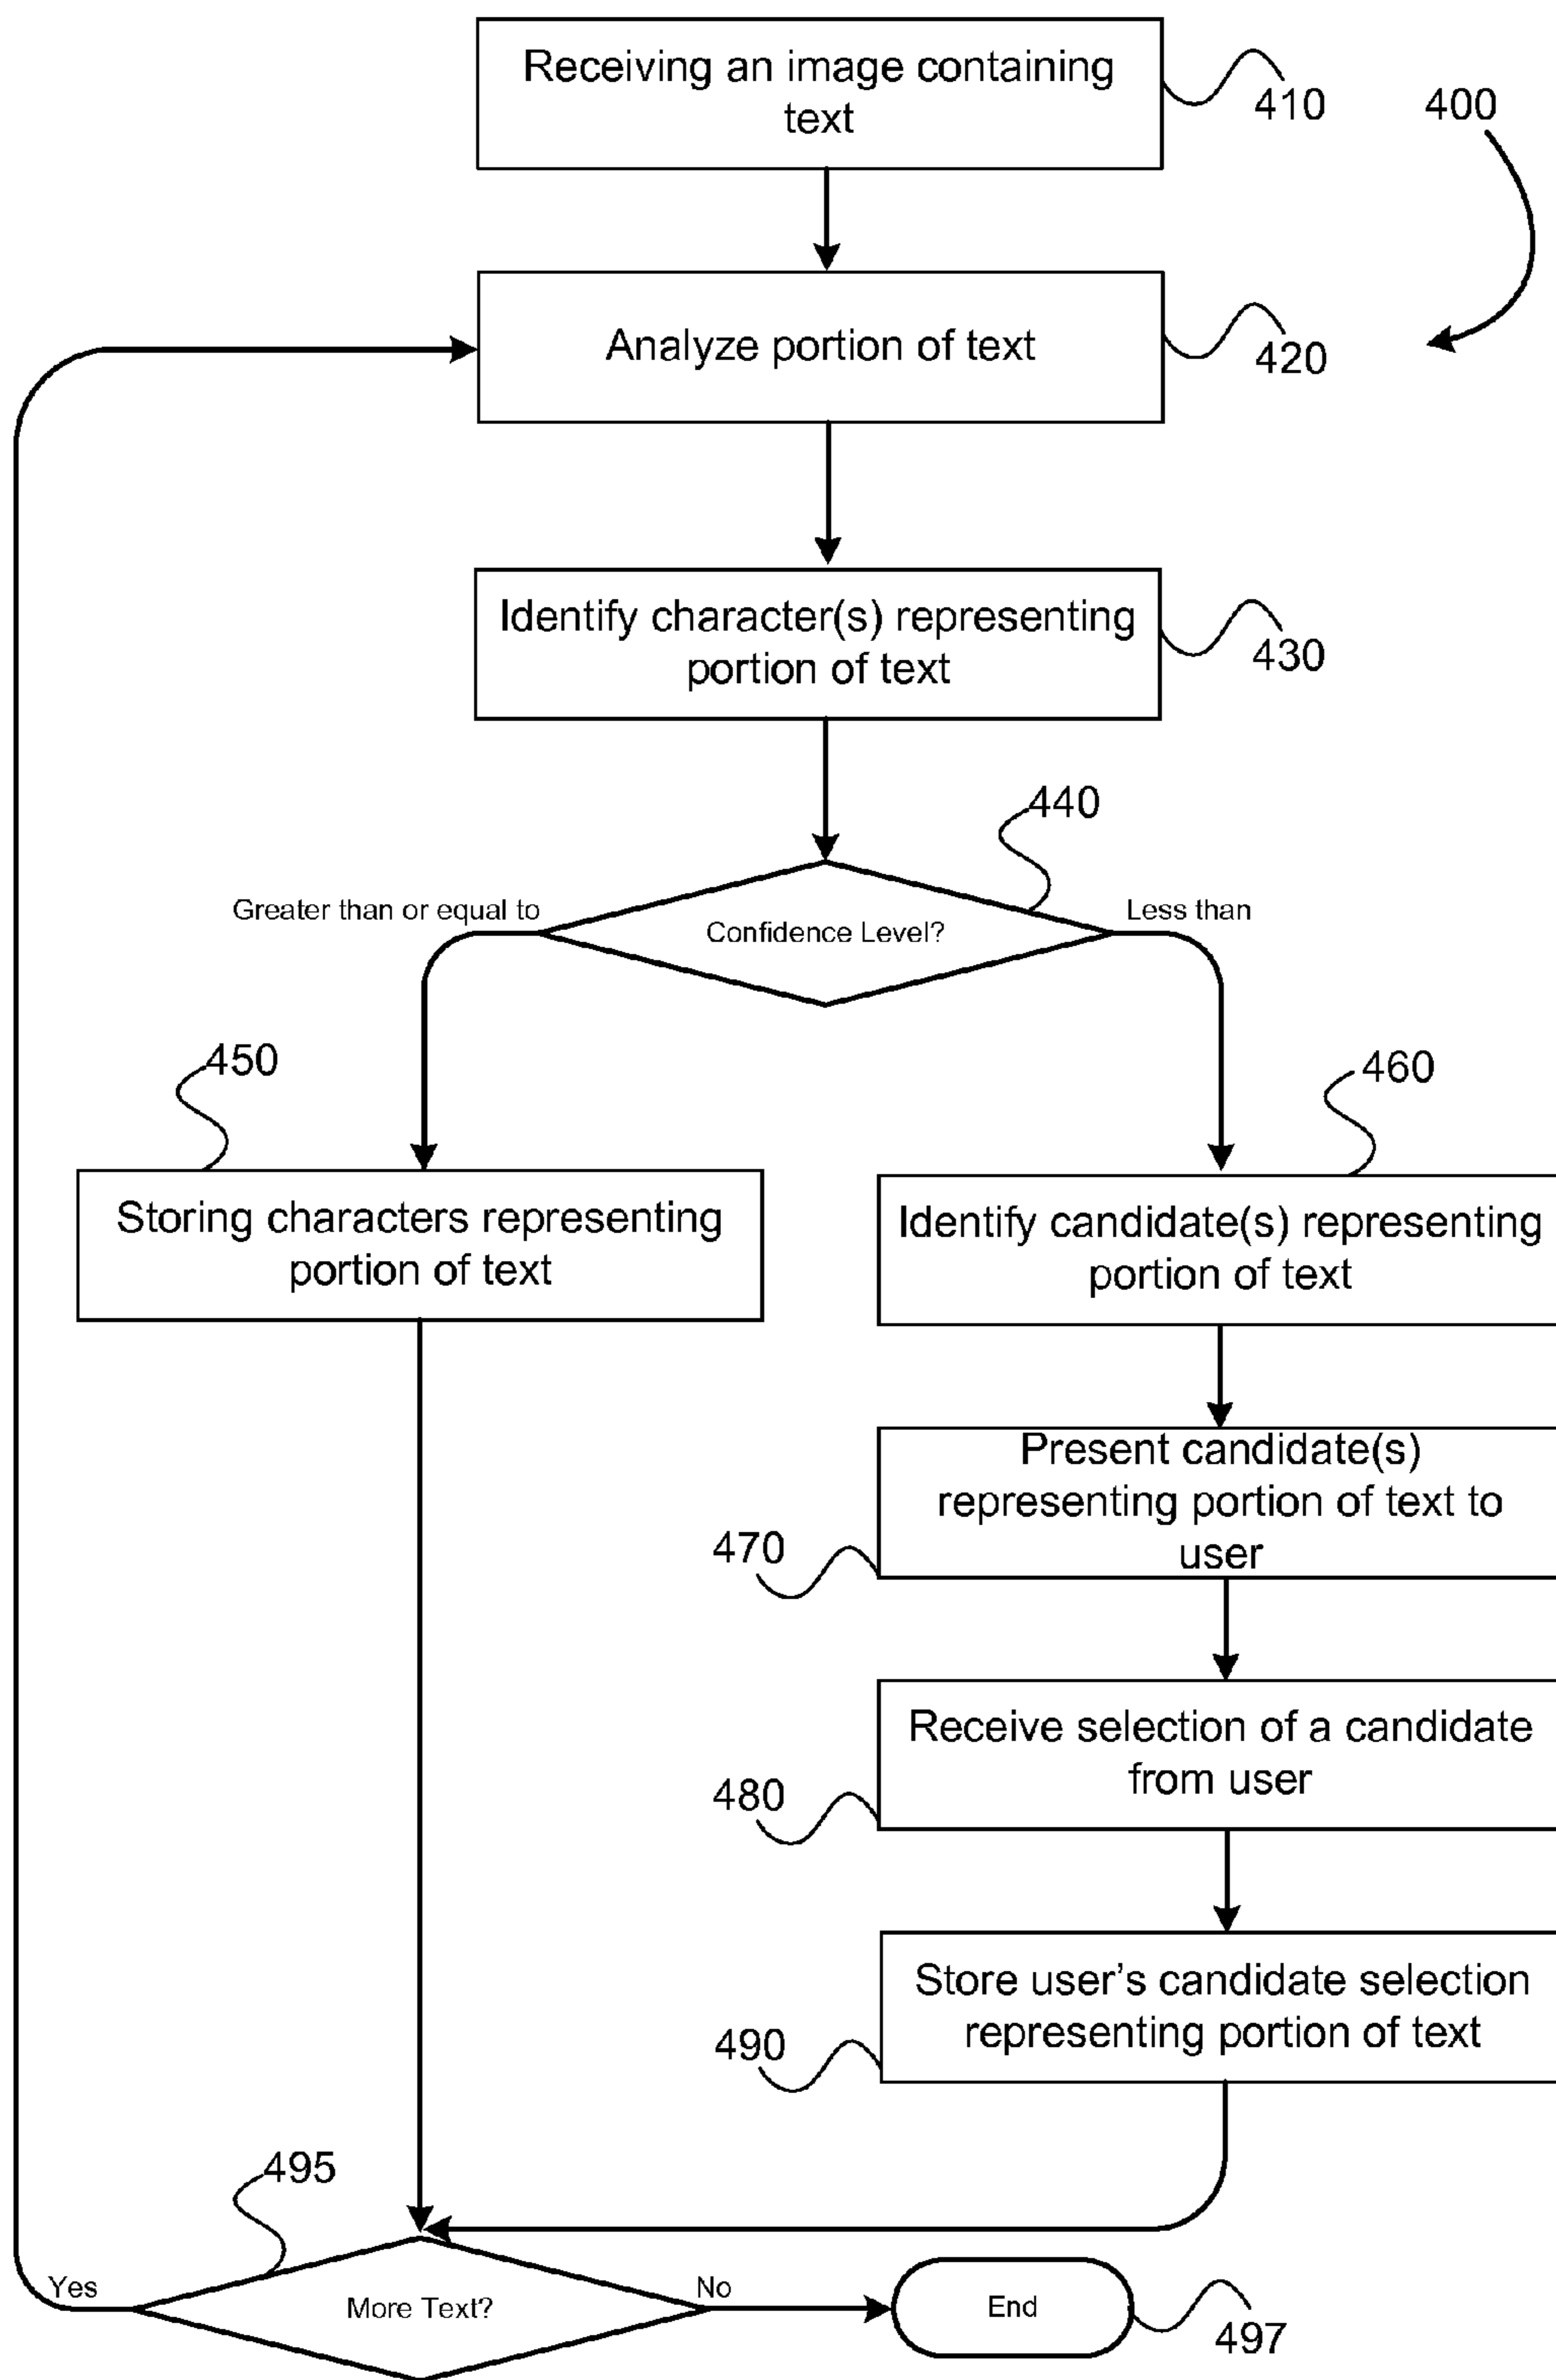 Receiving an image containing
text
410
400
Analyze portion of text
420
Identify character(s) representing
portion of text
430
440
Greater than or equal to
Confidence Level?
Less than
450
Storing characters representing
portion of text
460
Identify candidate(s) representing
portion of text
Present candidate(s)
representing portion of text to
user
470
Receive selection of a candidate
from user
480
Store user’s candidate selection
representing portion of text
490
495
Yes
More Text?
No
End
497